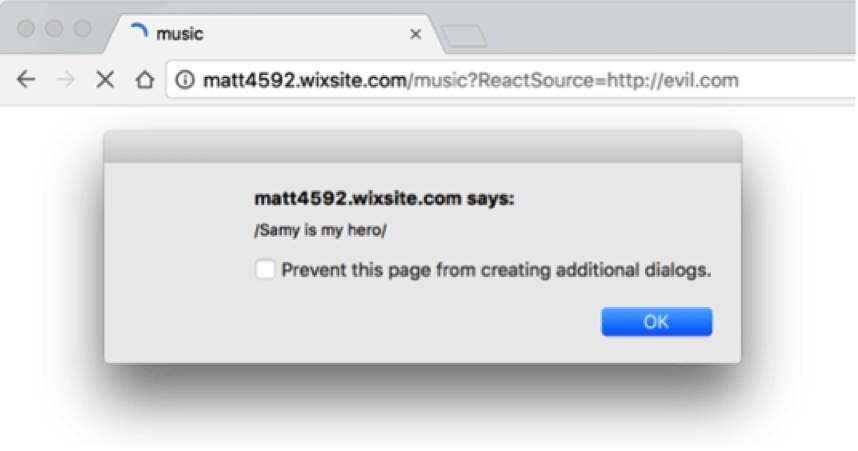 music
matt4592.wixsite.com/music?ReactSource=http://evil.com
matt4592.wixsite.com says:
/Samy is my hero/
Prevent this page from creating additional dialogs.
OK